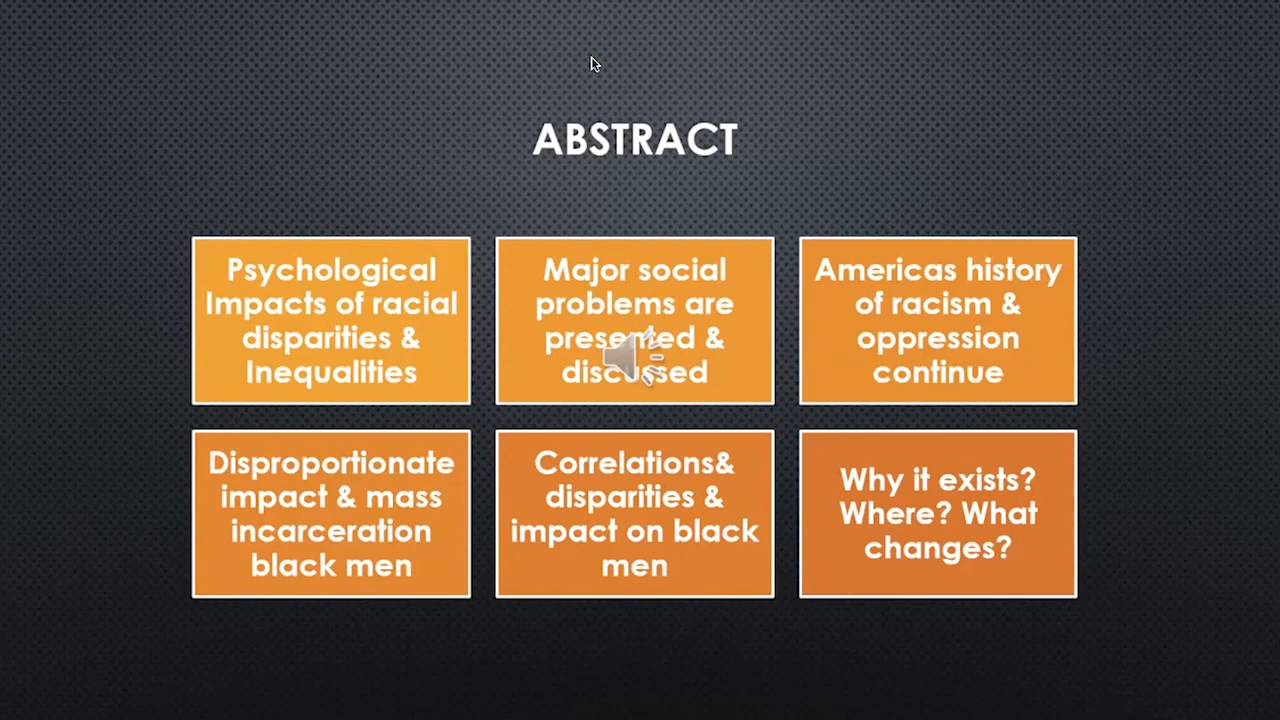 ABSTRACT
Psychological
Impacts of racial
disparities &
Inequalities
Major social
problems are
presented &
discussed
Americas history
of racism &
oppression
continue
Disproportionate
impact & mass
incarceration
black men
Correlations&
disparities &
impact on black
men
Why it exists?
Where? What
changes?